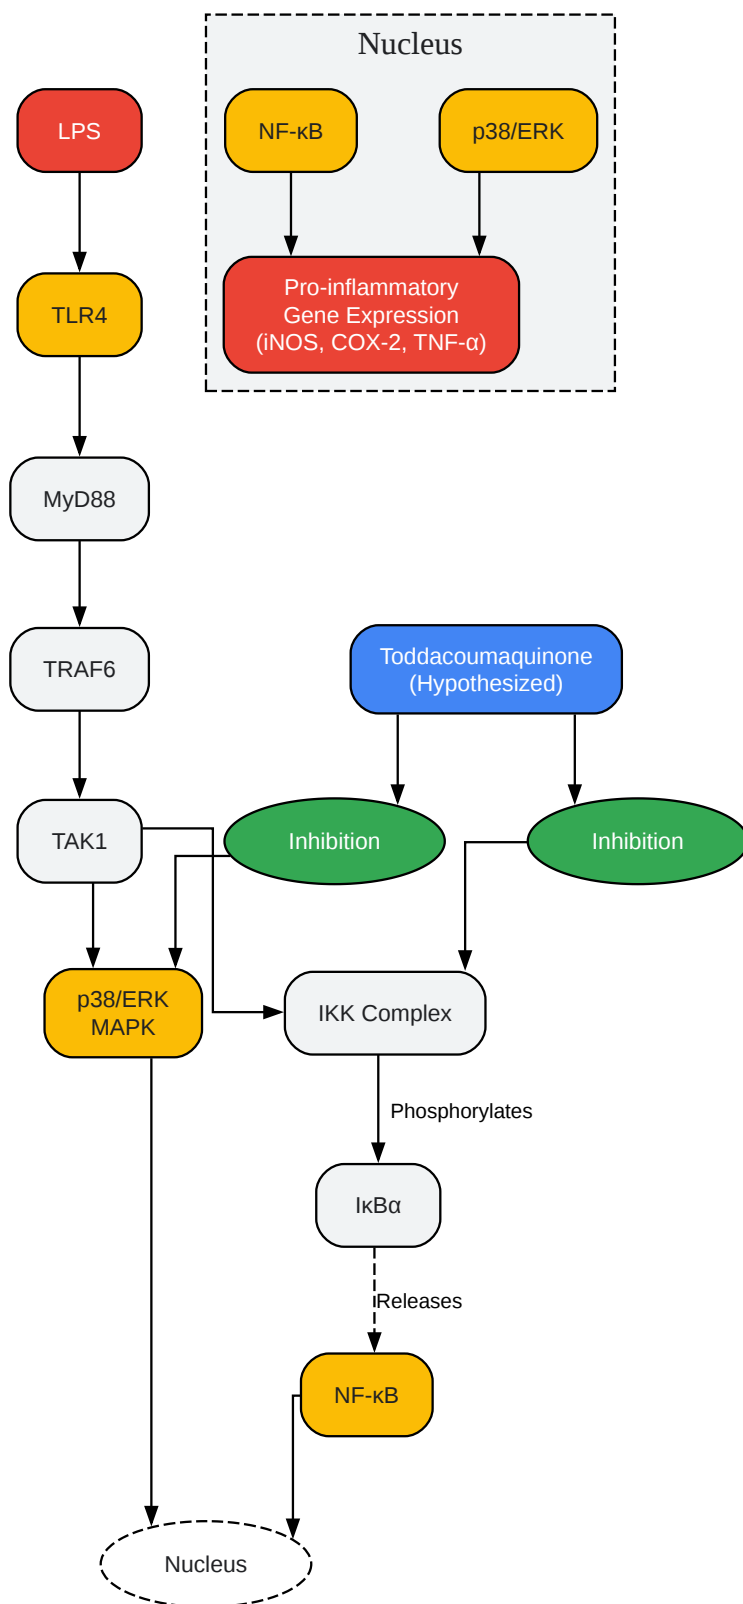 Nucleus
LPS
NF-κB
p38/ERK
TLR4
Pro-inflammatory
Gene Expression
(iNOS, COX-2, TNF-α)
MyD88
TRAF6
Toddacoumaquinone
(Hypothesized)
TAK1
Inhibition
Inhibition
p38/ERK
MAPK
IKK Complex
Phosphorylates
IκBα
Releases
NF-κB
Nucleus